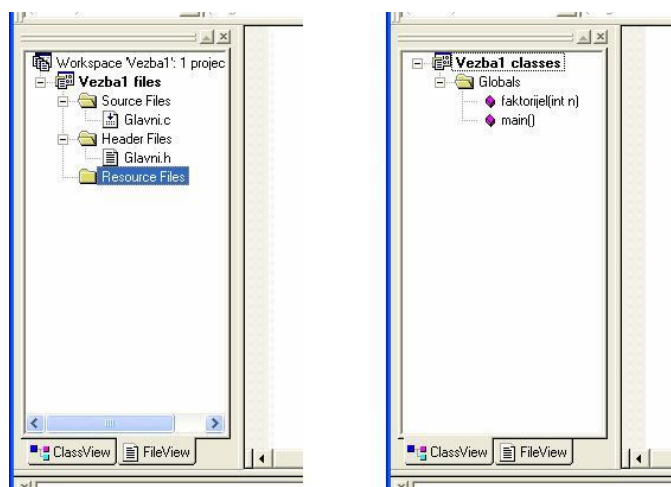 Workspace 'Vezba1': 1 projec
Vezba1 files
Source Files
Glavni.c
Header Files
Glavni.h
Resource Files
ClassView
FileView
Vezba1 classes
Globals
faktorijel(int n)
main()
ClassView
FileView